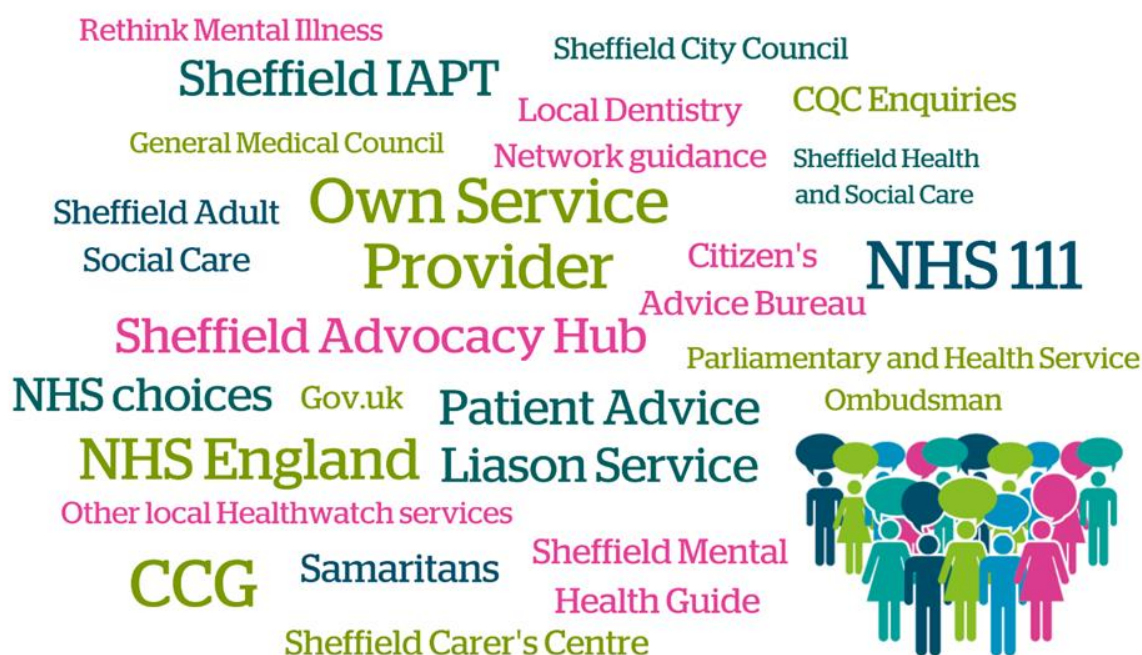 Rethink Mental Illness
Sheffield City Council
Sheffield IAPT
Local Dentistry
CQC Enquiries
General Medical Council
Network guidance
Sheffield Health
and Social Care
Own Service
Provider
Sheffield Adult
Social Care
Citizen's
Advice Bureau
NHS 111
Sheffield Advocacy Hub
Parliamentary and Health Service
Ombudsman
NHS choices
Gov.uk
Patient Advice
Liason Service
NHS England
Other local Healthwatch services
CCG
Samaritans
Sheffield Mental
Health Guide
Sheffield Carer's Centre